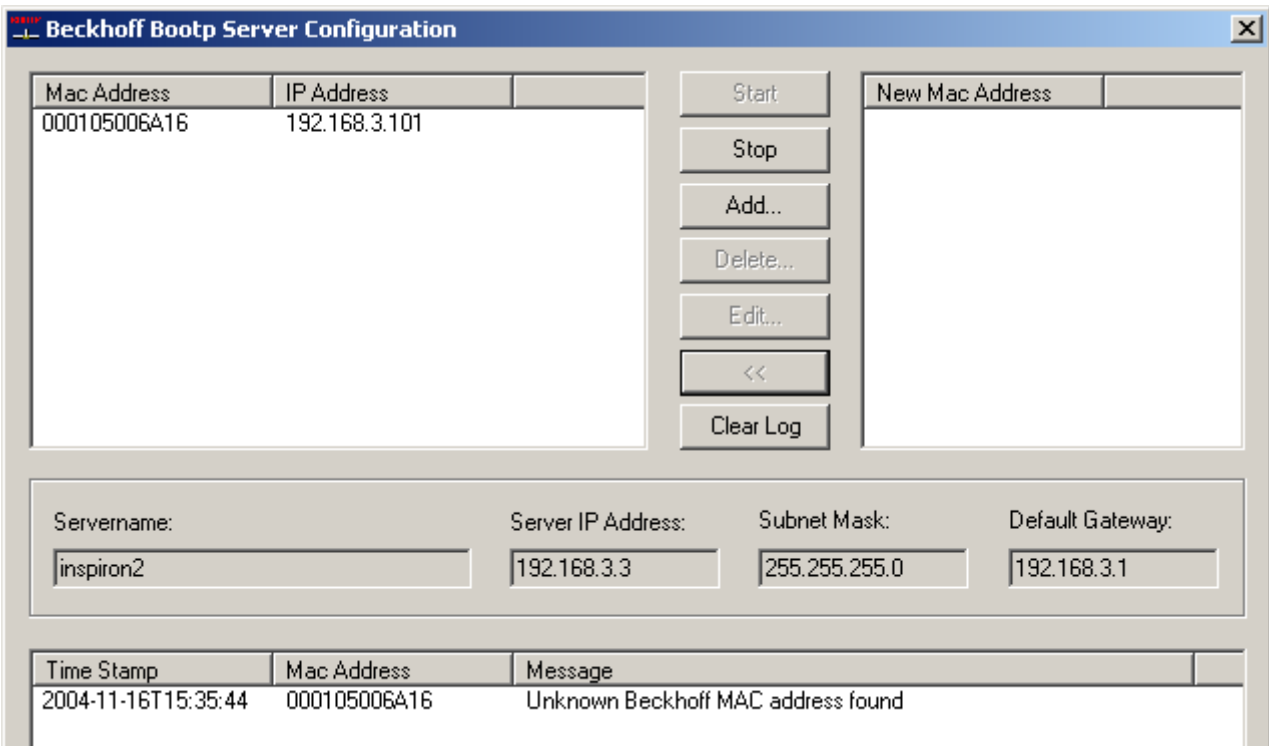 Beckhoff Bootp Server Configuration
Mac Address IP Address
000105006A16 192.168.3.101
Start
Stop
Add...
Delete...
Edit...
<<
Clear Log
New Mac Address
Servername: Server IP Address: Subnet Mask: Default Gateway:
inspiron2 192.168.3.3 255.255.255.0 192.168.3.1
Time Stamp Mac Address Message
2004-11-16T15:35:44 000105006A16 Unknown Beckhoff MAC address found